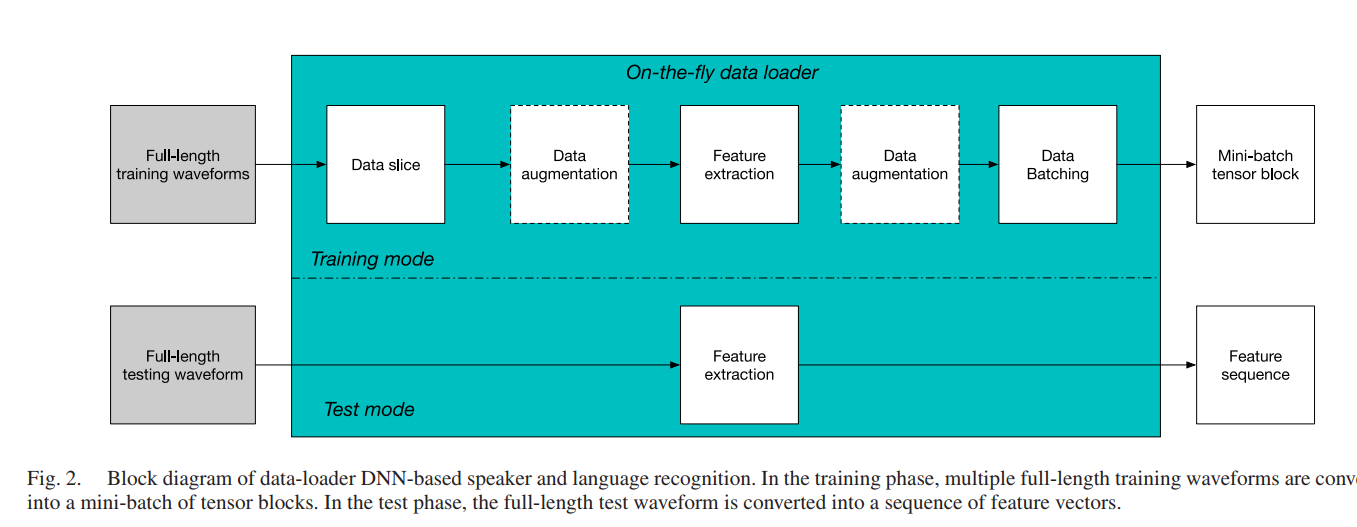 On-the-fly data loader
Full-length
training waveforms
Data slice
Data
augmentation
Feature
extraction
Data
augmentation
Data
Batching
Mini-batch
tensor block
Training mode
Full-length
testing waveform
Feature
extraction
Feature
sequence
Test mode
Fig. 2. Block diagram of data-loader DNN-based speaker and language recognition. In the training phase, multiple full-length training waveforms are
into a mini-batch of tensor blocks. In the test phase, the full-length test waveform is converted into a sequence of feature vectors.